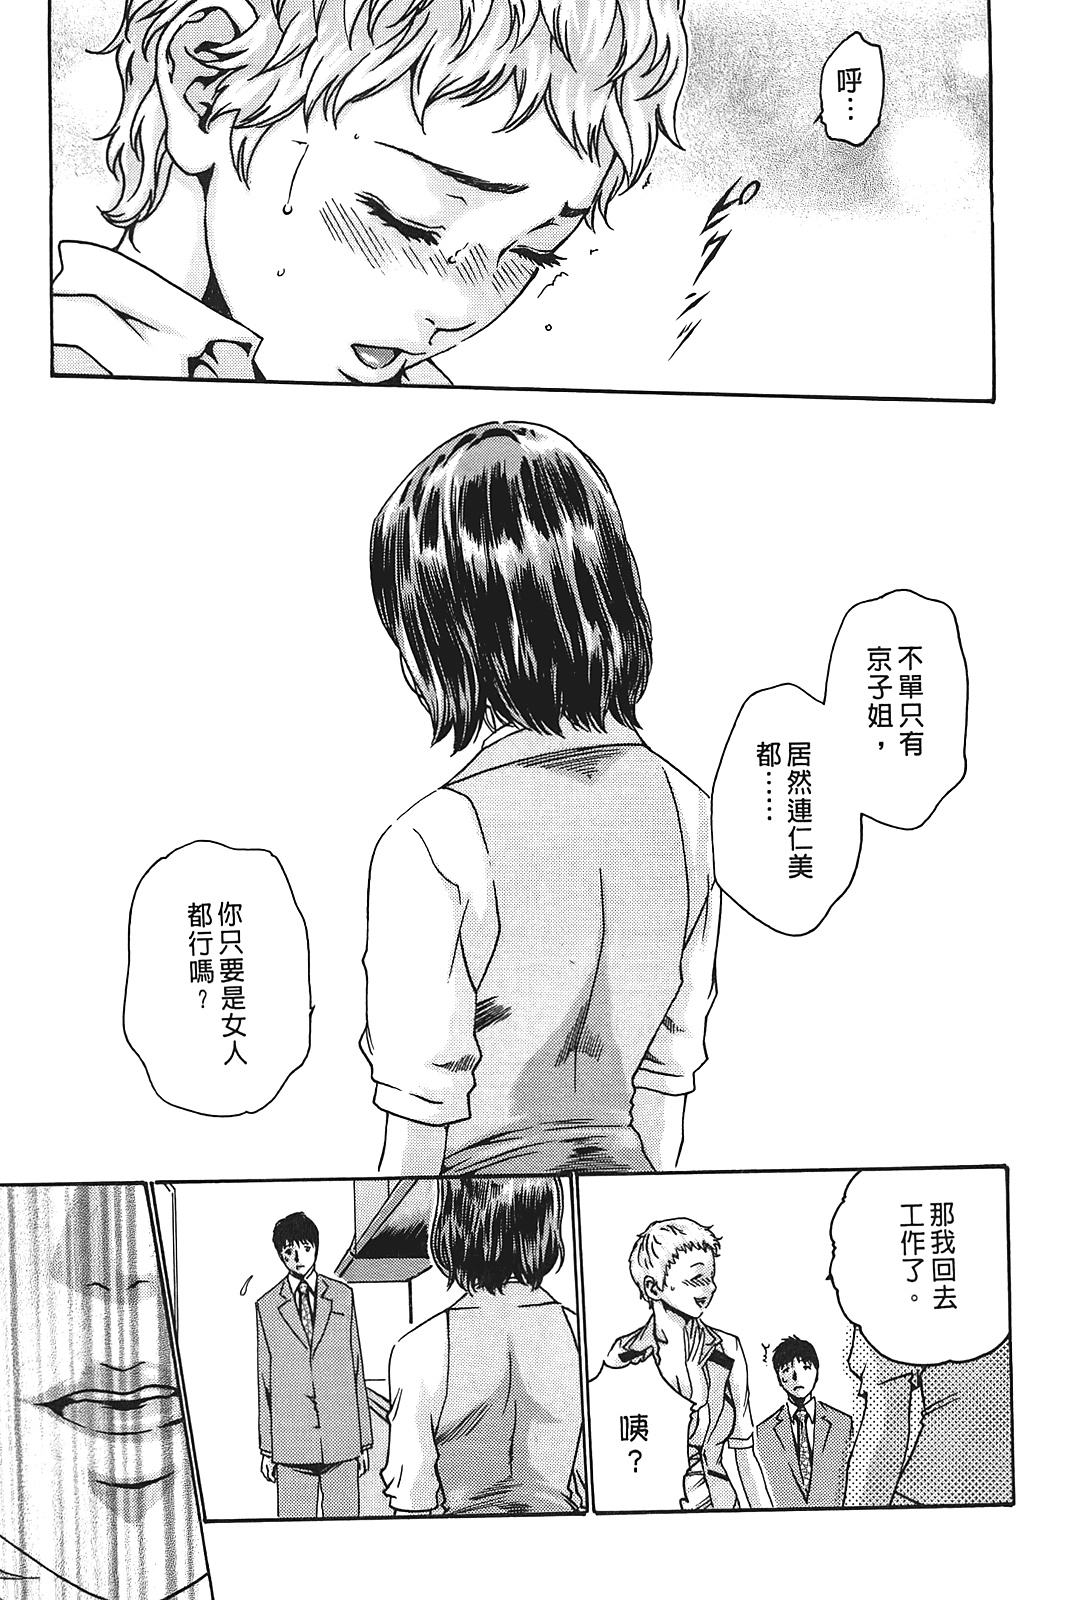 呼…
不單只有
京子姐，
居然連仁美
都……
你只要是女人
都行嗎？
那我回去
工作了。
咦？